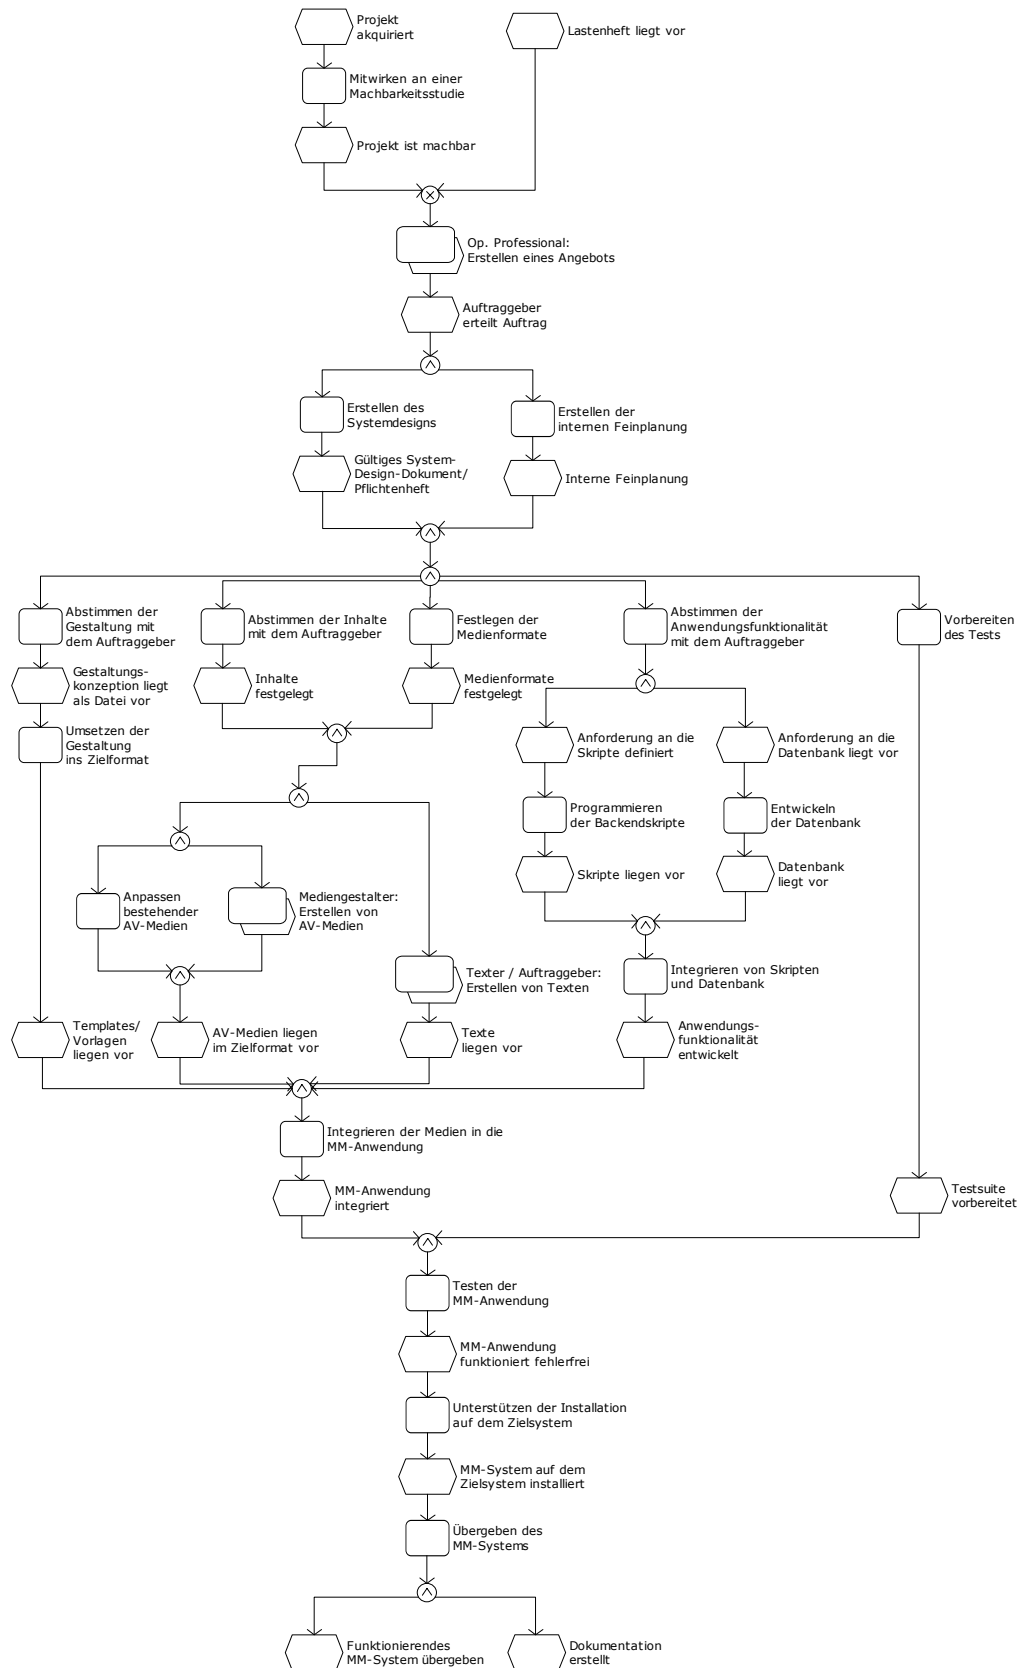 Projekt
akquiriert
Lastenheft liegt vor
Mitwirken an einer
Machbarkeitsstudie
Projekt ist machbar
Op. Professional:
Erstellen eines Angebots
Auftraggeber
erteilt Auftrag
Erstellen des
Systemdesigns
Erstellen der
internen Feinplanung
Gültiges System-
Design-Dokument/
Pflichtenheft
Interne Feinplanung
Abstimmen der
Gestaltung mit
dem Auftraggeber
Abstimmen der Inhalte
mit dem Auftraggeber
Festlegen der
Medienformate
Abstimmen der
Anwendungsfunktionalität
mit dem Auftraggeber
Vorbereiten
des Tests
Gestaltungs-
konzeption liegt
als Datei vor
Inhalte
festgelegt
Medienformate
festgelegt
Umsetzen der
Gestaltung
ins Zielformat
Anforderung an die
Skripte definiert
Anforderung an die
Datenbank liegt vor
Programmieren
der Backendskripte
Entwickeln
der Datenbank
Skripte liegen vor
Datenbank
liegt vor
Anpassen
bestehender
AV-Medien
Mediengestalter:
Erstellen von
AV-Medien
Texter / Auftraggeber:
Erstellen von Texten
Integrieren von Skripten
und Datenbank
Templates/
Vorlagen
liegen vor
AV-Medien liegen
im Zielformat vor
Texte
liegen vor
Anwendungs-
funktionalität
entwickelt
Integrieren der Medien in die
MM-Anwendung
MM-Anwendung
integriert
Testsuite
vorbereitet
Testen der
MM-Anwendung
MM-Anwendung
funktioniert fehlerfrei
Unterstützen der Installation
auf dem Zielsystem
MM-System auf dem
Zielsystem installiert
Übergeben des
MM-Systems
Funktionierendes
MM-System übergeben
Dokumentation
erstellt